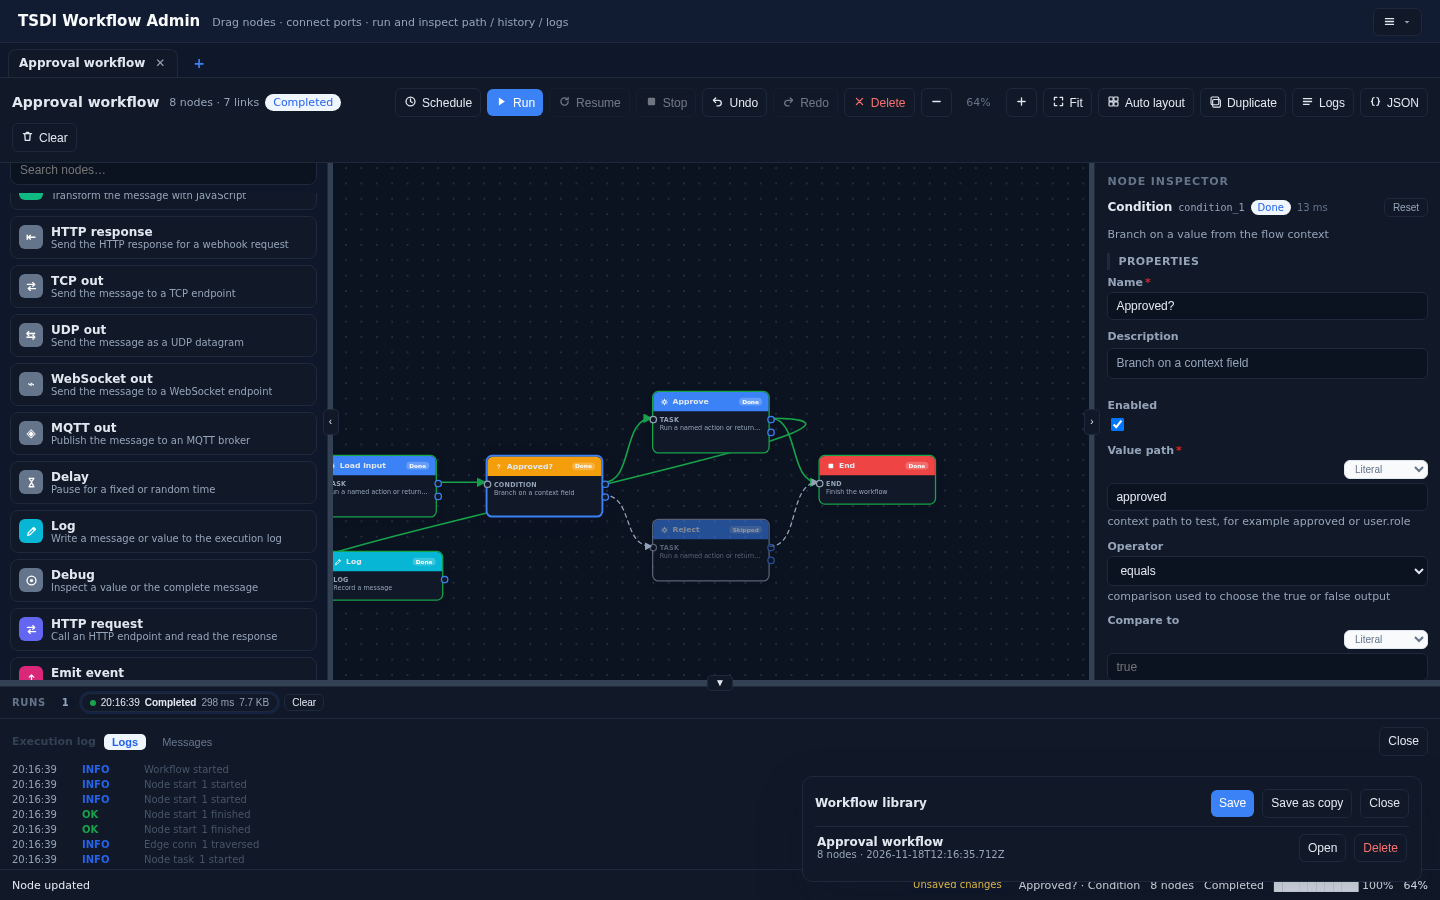 TSDI Workflow Admin Drag nodes · connect ports · run and inspect path / history / logs
Approval workflow ✕ +
Approval workflow 8 nodes · 7 links Completed Schedule Run Resume Stop Undo Redo Delete − 64% + Fit Auto layout Duplicate Logs {} JSON
Clear
Search nodes…
Transform the message with JavaScript
HTTP response
Send the HTTP response for a webhook request
TCP out
Send the message to a TCP endpoint
UDP out
Send the message as a UDP datagram
WebSocket out
Send the message to a WebSocket endpoint
MQTT out
Publish the message to an MQTT broker
Delay
Pause for a fixed or random time
Log
Write a message or value to the execution log
Debug
Inspect a value or the complete message
HTTP request
Call an HTTP endpoint and read the response
Emit event
Load input Done
ASK
un a named action or return…
Approved? Done
CONDITION
Branch on a context field
Approve Done
TASK
Run a named action or return…
End Done
END
Finish the workflow
Reject Skipped
TASK
Run a named action or return…
Log Done
LOG
Record a message
NODE INSPECTOR
Condition condition_1 Done 13 ms Reset
Branch on a value from the flow context
PROPERTIES
Name *
Approved?
Description
Branch on a context field
Enabled
Value path *
Literal
approved
context path to test, for example approved or user.role
Operator
equals
comparison used to choose the true or false output
Compare to
Literal
true
RUNS 1 20:16:39 Completed 298 ms 7.7 KB Clear
Execution log Logs Messages Close
20:16:39 INFO Workflow started
20:16:39 INFO Node start_1 started
20:16:39 INFO Node start_1 started
20:16:39 OK Node start_1 finished
20:16:39 OK Node start_1 finished
20:16:39 INFO Edge conn_1 traversed
20:16:39 INFO Node task_1 started
Workflow library Save Save as copy Close
Approval workflow
8 nodes · 2026-11-18T12:16:35.712Z
Open Delete
Node updated Unsaved changes Approved? · Condition 8 nodes Completed ██████████ 100% 64%